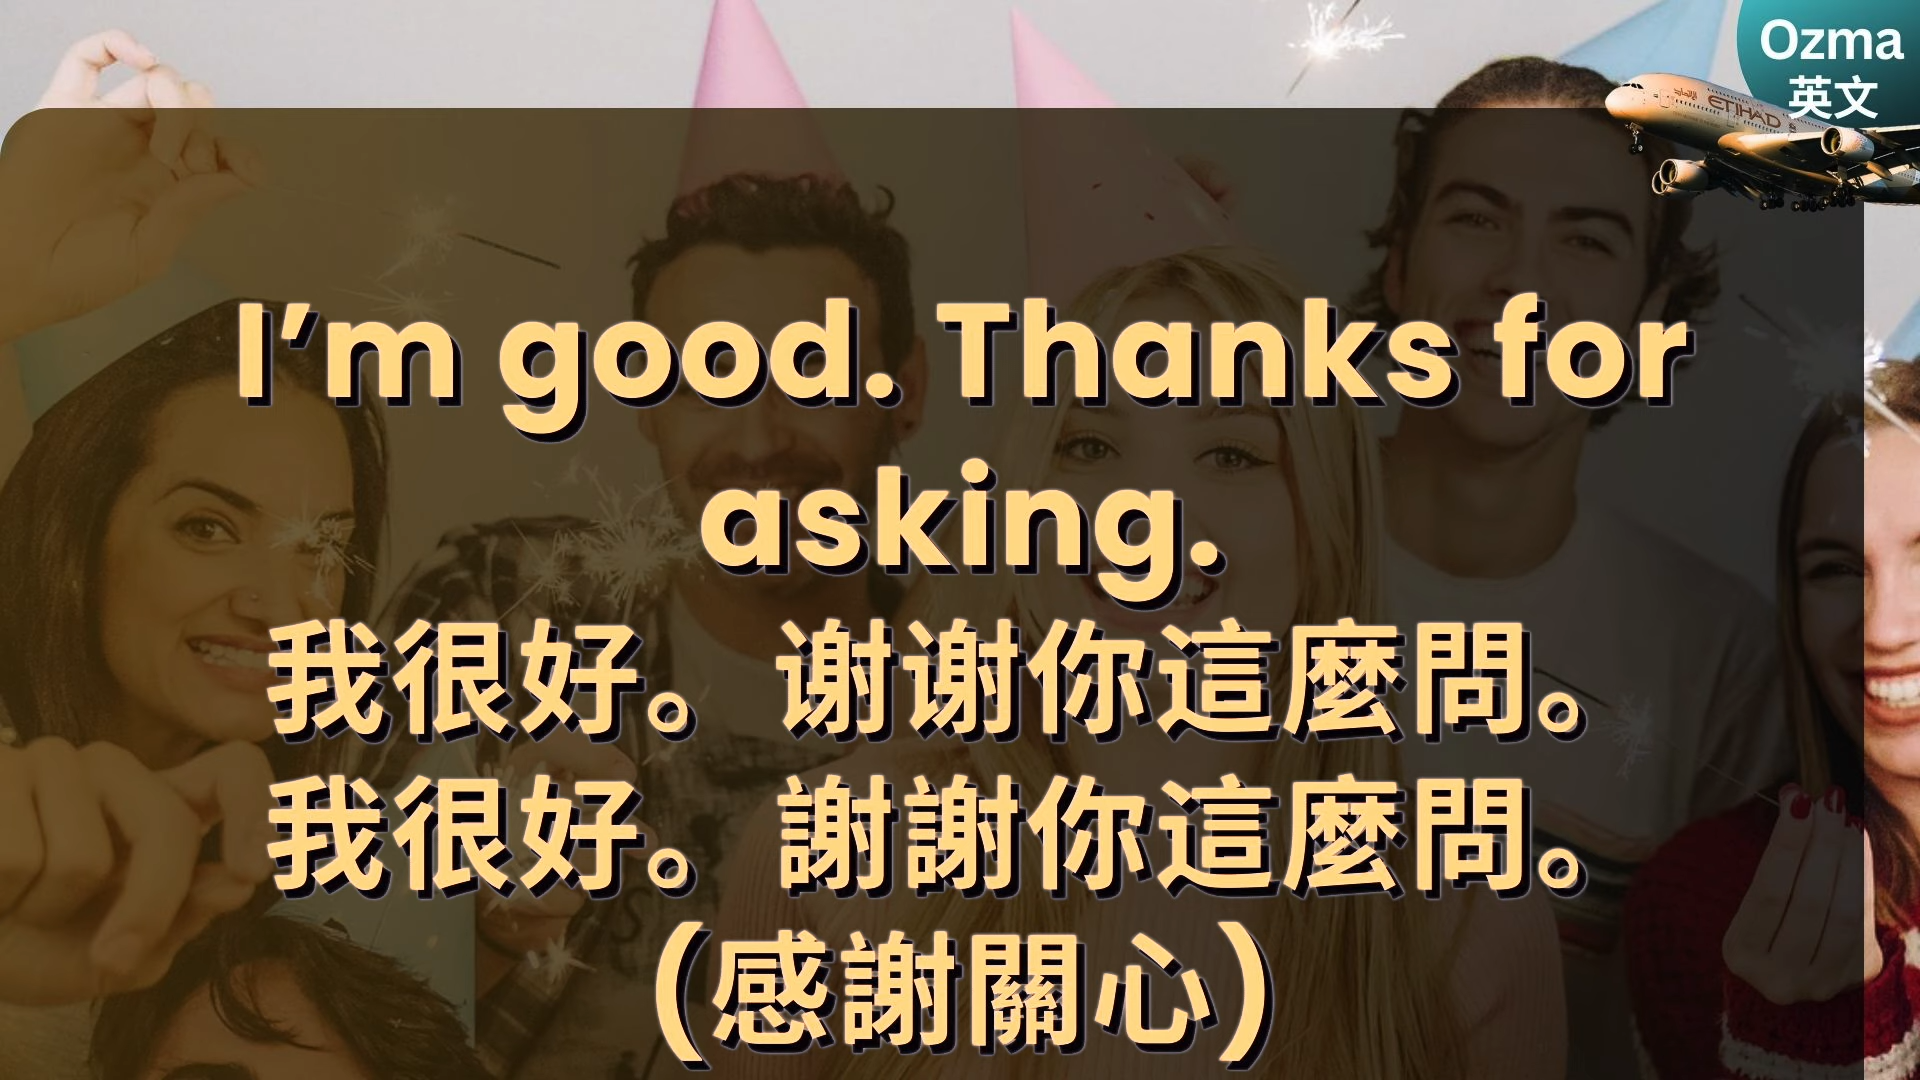 Ozma
英文
ETIHAD
I’m good. Thanks for
asking.
我很好。 谢谢你這麼問。
我很好。 謝謝你這麼問。
(感謝關心)